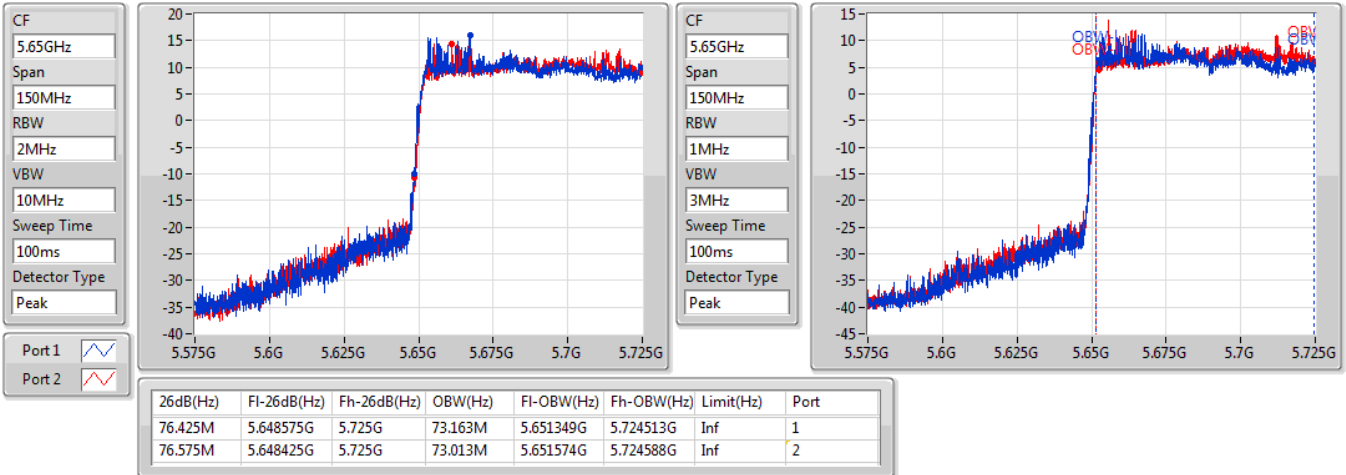 CF
5.65GHz
Span
150MHz
RBW
2MHz
VBW
10MHz
Sweep Time
100ms
Detector Type
Peak
Port 1
Port 2
20
15
10
5
0
-5
-10
-15
-20
-25
-30
-35
-40
5.575G 5.6G 5.625G 5.65G 5.675G 5.7G 5.725G
CF
5.65GHz
Span
150MHz
RBW
1MHz
VBW
3MHz
Sweep Time
100ms
Detector Type
Peak
15
10
5
0
-5
-10
-15
-20
-25
-30
-35
-40
-45
5.575G 5.6G 5.625G 5.65G 5.675G 5.7G 5.725G
OBW
OBW
OBW
OBW
26dB(Hz) Fl-26dB(Hz) Fh-26dB(Hz) OBW(Hz) Fl-OBW(Hz) Fh-OBW(Hz) Limit(Hz) Port
76.425M 5.648575G 5.725G 73.163M 5.651349G 5.724513G Inf 1
76.575M 5.648425G 5.725G 73.013M 5.651574G 5.724588G Inf 2